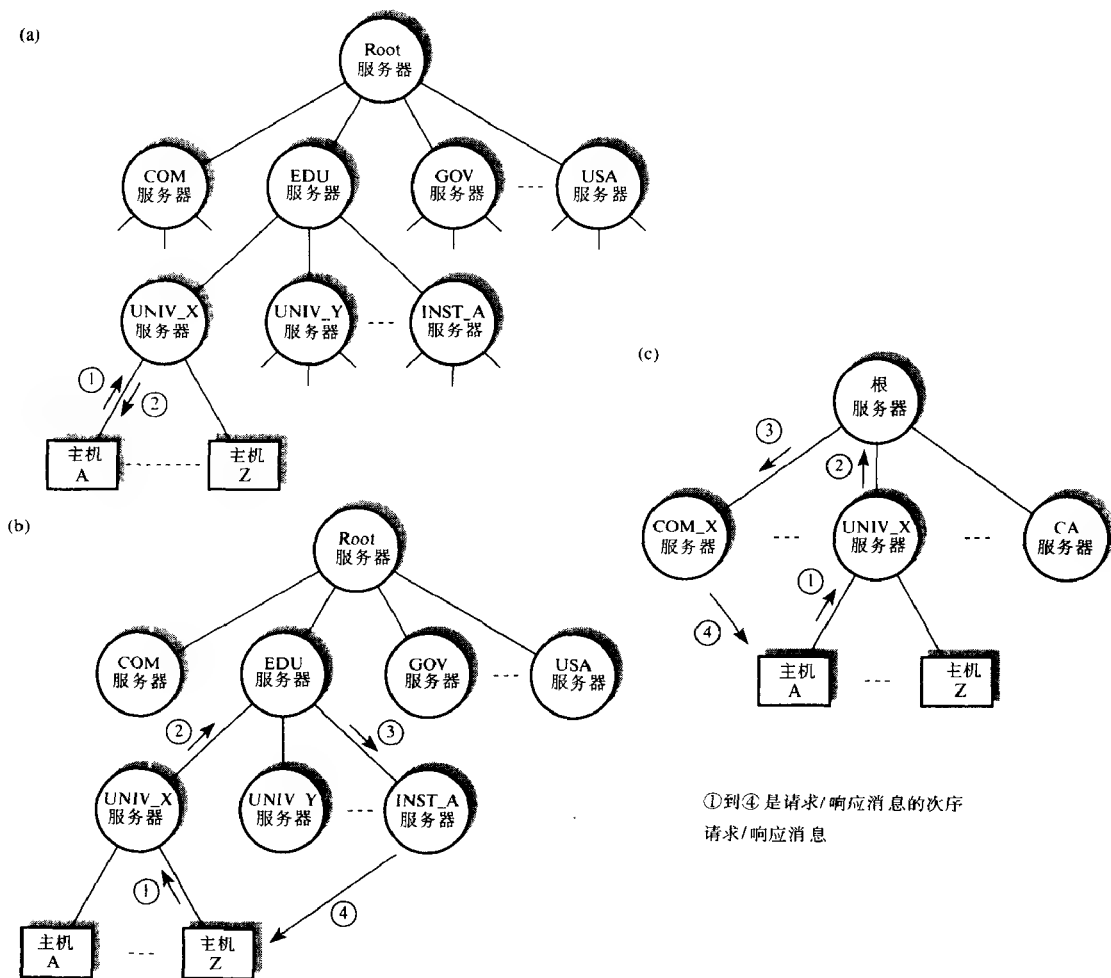 (a)
Root
服务器
COM
服务器
EDU
服务器
GOV
服务器
USA
服务器
UNIV_X
服务器
UNIV_Y
服务器
INST_A
服务器
①
②
主机
A
主机
Z
(b)
Root
服务器
COM
服务器
EDU
服务器
GOV
服务器
USA
服务器
②
③
UNIV_X
服务器
UNIV Y
服务器
INST_A
服务器
①
④
主机
A
主机
Z
(c)
根
服务器
③
②
COM_X
服务器
UNIV_X
服务器
CA
服务器
①
④
主机
A
主机
Z
①到④是请求/响应消息的次序
请求/响应消息